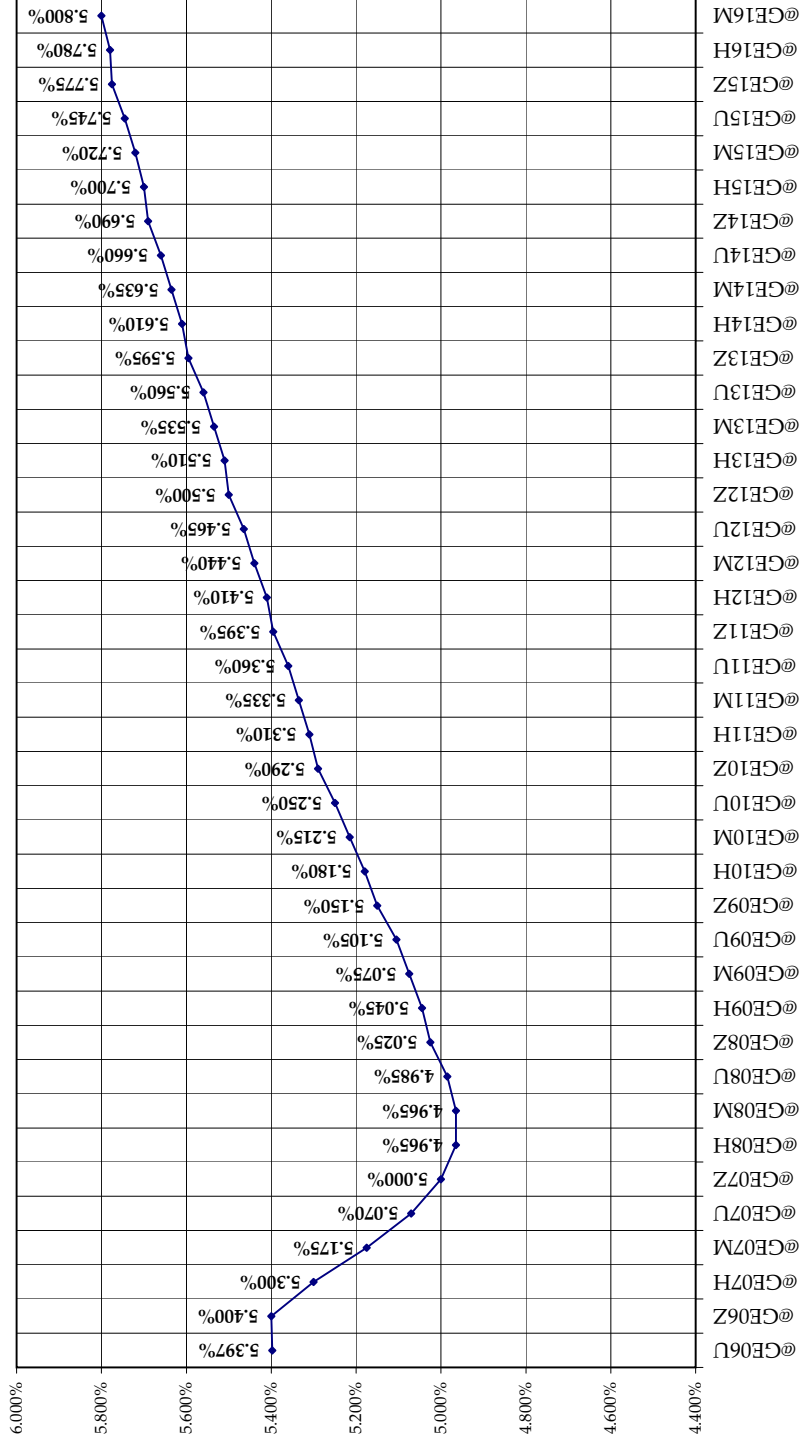 6.000%
5.800%
5.600%
5.400%
5.200%
5.000%
4.800%
4.600%
4.400%
5.397%
5.400%
5.300%
5.175%
5.070%
5.000%
4.965%
4.965%
4.985%
5.025%
5.045%
5.075%
5.105%
5.150%
5.180%
5.215%
5.250%
5.290%
5.310%
5.335%
5.360%
5.395%
5.410%
5.440%
5.465%
5.500%
5.510%
5.535%
5.560%
5.595%
5.610%
5.635%
5.660%
5.690%
5.700%
5.720%
5.745%
5.775%
5.780%
5.800%
@GE06U
@GE06Z
@GE07H
@GE07M
@GE07U
@GE07Z
@GE08H
@GE08M
@GE08U
@GE08Z
@GE09H
@GE09M
@GE09U
@GE09Z
@GE10H
@GE10M
@GE10U
@GE10Z
@GE11H
@GE11M
@GE11U
@GE11Z
@GE12H
@GE12M
@GE12U
@GE12Z
@GE13H
@GE13M
@GE13U
@GE13Z
@GE14H
@GE14M
@GE14U
@GE14Z
@GE15H
@GE15M
@GE15U
@GE15Z
@GE16H
@GE16M